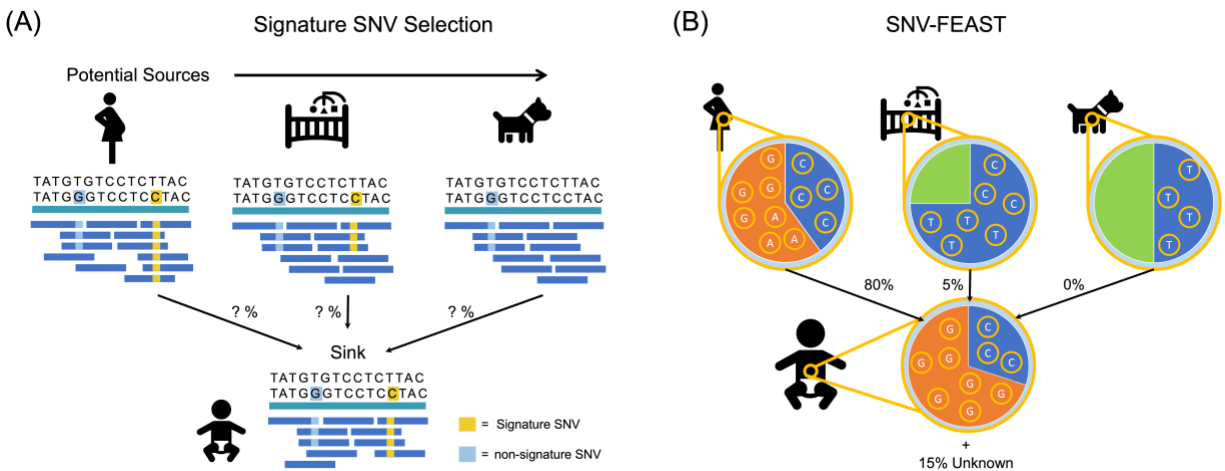 (A)
Signature SNV Selection
Potential Sources
TATGTGTCCTCTTAC
TATGGGTCCTCCTAC
TATGTGTCCTCTTAC
TATGGGTCCTCCTAC
TATGTGTCCTCTTAC
TATGGGTCCTCCTAC
? %
? %
? %
Sink
TATGTGTCCTCTTAC
TATGGGTCCTCCTAC
= Signature SNV
= non-signature SNV
(B)
SNV-FEAST
G
C
G
G
C
C
G
A
C
A
A
C
C
C
T
T
T
T
T
T
T
T
80%
5%
0%
G
C
G
G
C
C
G
G
G
G
+
15% Unknown